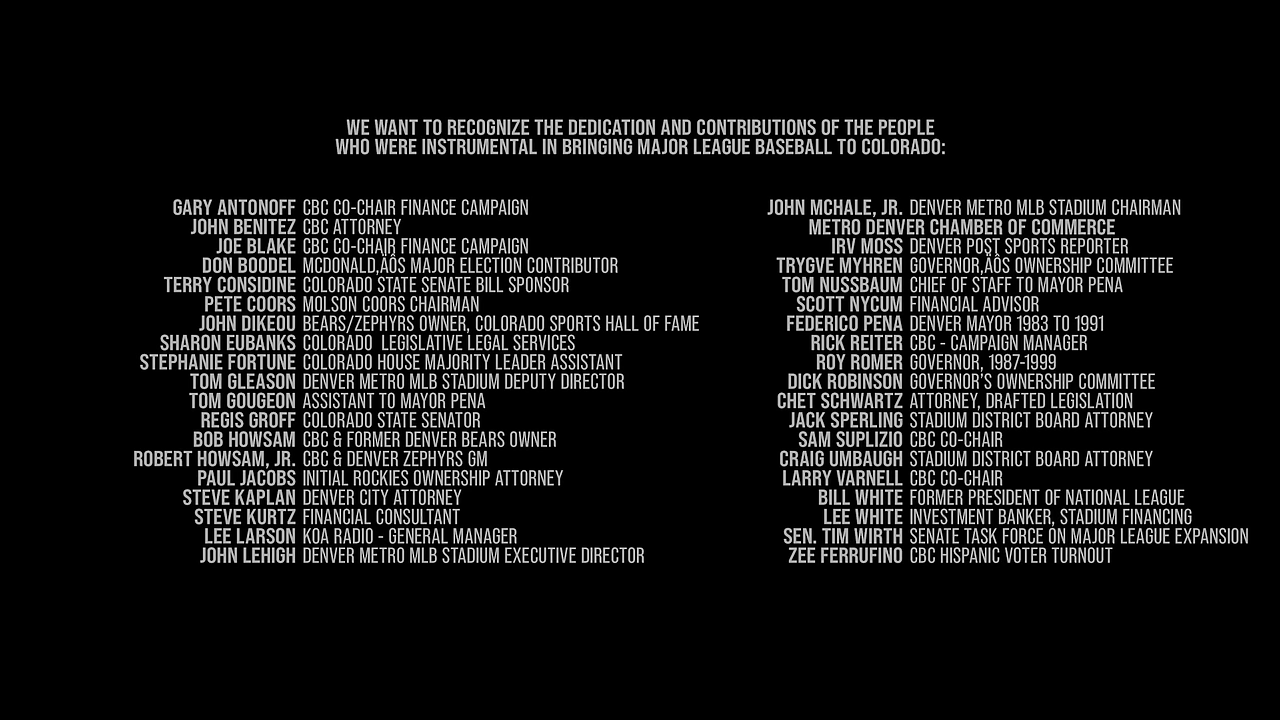 WE WANT TO RECOGNIZE THE DEDICATION AND CONTRIBUTIONS OF THE PEOPLE
WHO WERE INSTRUMENTAL IN BRINGING MAJOR LEAGUE BASEBALL TO COLORADO:
GARY ANTONOFF CBC CO-CHAIR FINANCE CAMPAIGN
JOHN BENITEZ CBC ATTORNEY
JOE BLAKE CBC CO-CHAIR FINANCE CAMPAIGN
DON BOODEL MCDONALD‚ÄÔS MAJOR ELECTION CONTRIBUTOR
TERRY CONSIDINE COLORADO STATE SENATE BILL SPONSOR
PETE COORS MOLSON COORS CHAIRMAN
JOHN DIKEOU BEARS/ZEPHYRS OWNER, COLORADO SPORTS HALL OF FAME
SHARON EUBANKS COLORADO LEGISLATIVE LEGAL SERVICES
STEPHANIE FORTUNE COLORADO HOUSE MAJORITY LEADER ASSISTANT
TOM GLEASON DENVER METRO MLB STADIUM DEPUTY DIRECTOR
TOM GOUGEON ASSISTANT TO MAYOR PENA
REGIS GROFF COLORADO STATE SENATOR
BOB HOWSAM CBC & FORMER DENVER BEARS OWNER
ROBERT HOWSAM, JR. CBC & DENVER ZEPHYRS GM
PAUL JACOBS INITIAL ROCKIES OWNERSHIP ATTORNEY
STEVE KAPLAN DENVER CITY ATTORNEY
STEVE KURTZ FINANCIAL CONSULTANT
LEE LARSON KOA RADIO - GENERAL MANAGER
JOHN LEHIGH DENVER METRO MLB STADIUM EXECUTIVE DIRECTOR
JOHN MCHALE, JR. DENVER METRO MLB STADIUM CHAIRMAN
METRO DENVER CHAMBER OF COMMERCE
IRV MOSS DENVER POST SPORTS REPORTER
TRYGVE MYHREN GOVERNOR‚ÄÔS OWNERSHIP COMMITTEE
TOM NUSSBAUM CHIEF OF STAFF TO MAYOR PENA
SCOTT NYCUM FINANCIAL ADVISOR
FEDERICO PENA DENVER MAYOR 1983 TO 1991
RICK REITER CBC - CAMPAIGN MANAGER
ROY ROMER GOVERNOR, 1987-1999
DICK ROBINSON GOVERNOR'S OWNERSHIP COMMITTEE
CHET SCHWARTZ ATTORNEY, DRAFTED LEGISLATION
JACK SPERLING STADIUM DISTRICT BOARD ATTORNEY
SAM SUPLIZIO CBC CO-CHAIR
CRAIG UMBAUGH STADIUM DISTRICT BOARD ATTORNEY
LARRY VARNELL CBC CO-CHAIR
BILL WHITE FORMER PRESIDENT OF NATIONAL LEAGUE
LEE WHITE INVESTMENT BANKER, STADIUM FINANCING
SEN. TIM WIRTH SENATE TASK FORCE ON MAJOR LEAGUE EXPANSION
ZEE FERRUFINO CBC HISPANIC VOTER TURNOUT